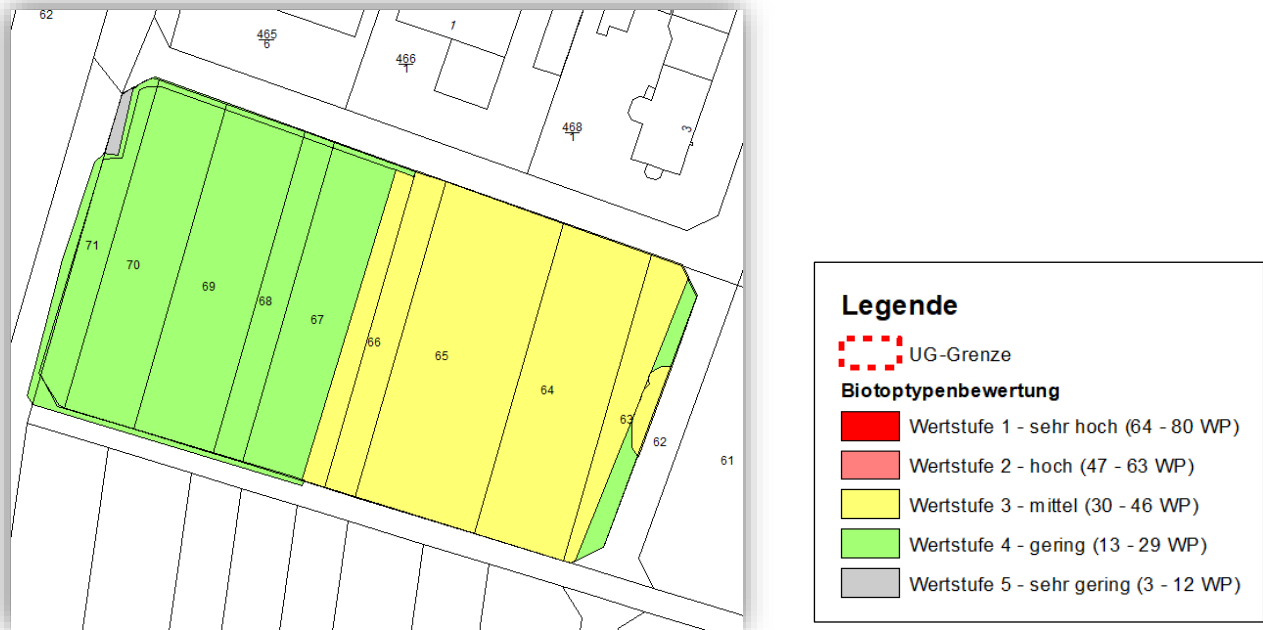 62
465
6
466
1
1
468
1
3
71
70
69
68
67
66
65
64
63
62
61
Legende
UG-Grenze
Biotoptypenbewertung
Wertstufe 1 - sehr hoch (64 - 80 WP)
Wertstufe 2 - hoch (47 - 63 WP)
Wertstufe 3 - mittel (30 - 46 WP)
Wertstufe 4 - gering (13 - 29 WP)
Wertstufe 5 - sehr gering (3 - 12 WP)